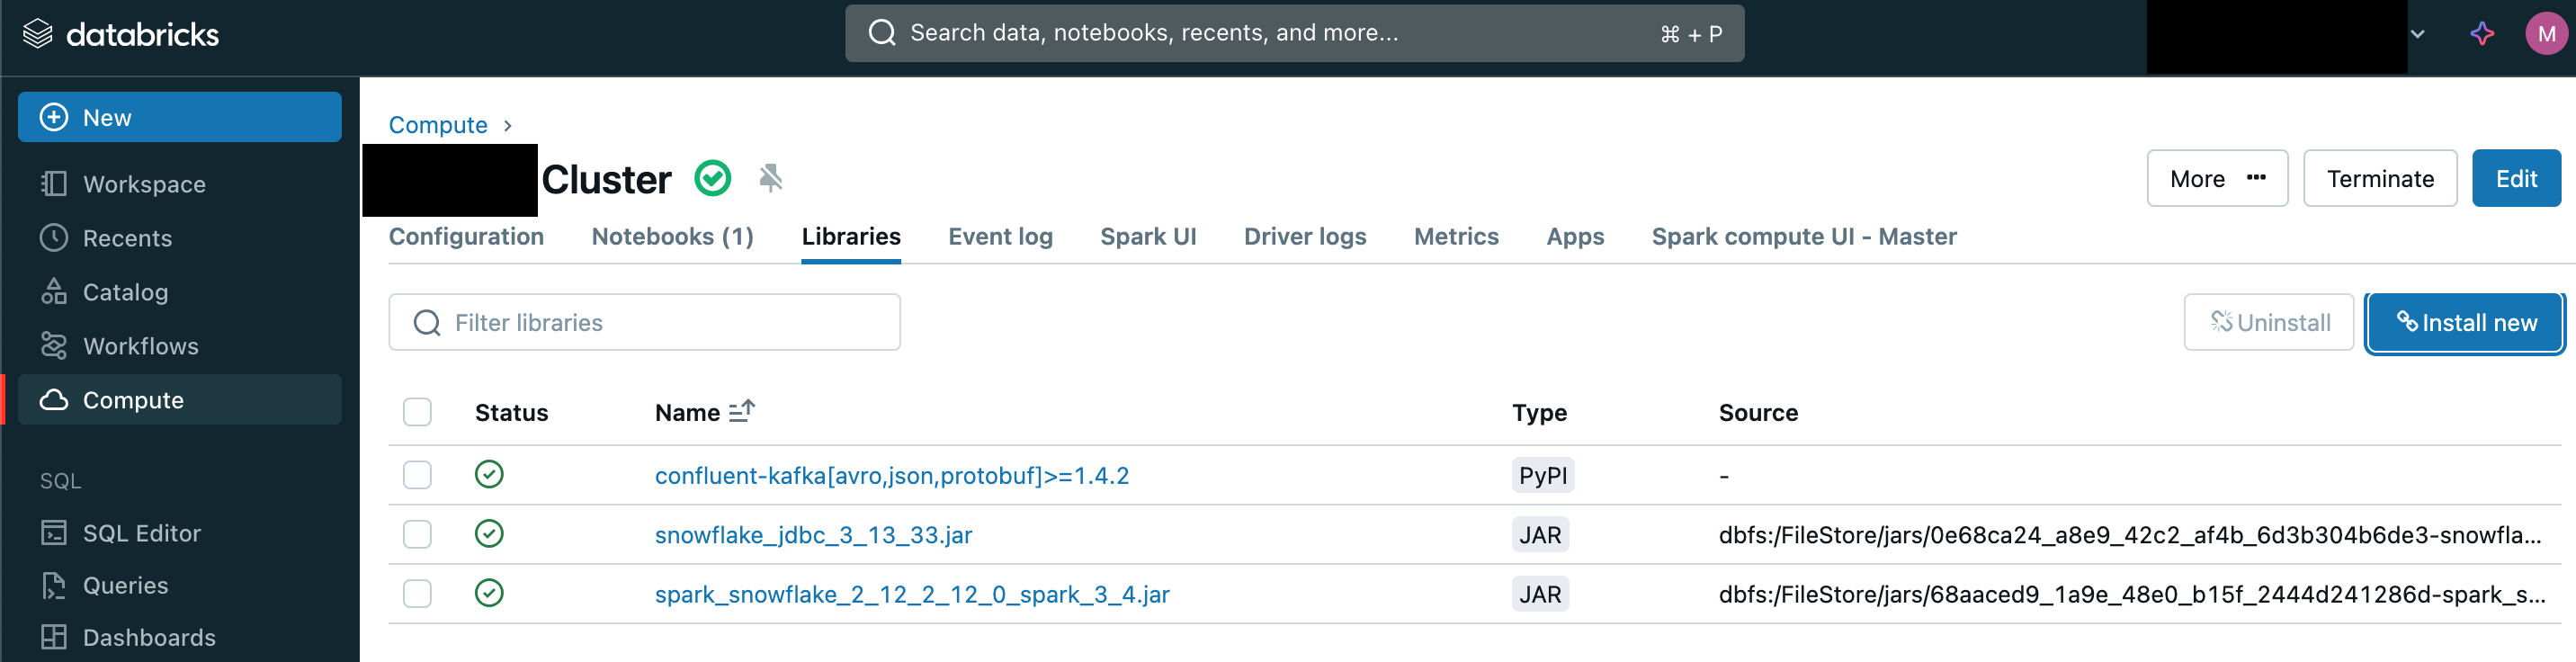 databricks
Search data, notebooks, recents, and more...
⌘ + P
M
New
Workspace
Recents
Catalog
Workflows
Compute
SQL
SQL Editor
Queries
Dashboards
Compute >
Cluster
More ...
Terminate
Edit
Configuration Notebooks (1) Libraries Event log Spark UI Driver logs Metrics Apps Spark compute UI - Master
Filter libraries
Uninstall
Install new
Status Name Type Source
confluent-kafka[avro,json,protobuf]>=1.4.2 PyPI -
snowflake_jdbc_3_13_33.jar JAR dbfs:/FileStore/jars/0e68ca24_a8e9_42c2_af4b_6d3b304b6de3-snowfla...
spark_snowflake_2_12_2_12_0_spark_3_4.jar JAR dbfs:/FileStore/jars/68aaced9_1a9e_48e0_b15f_2444d241286d-spark_s...